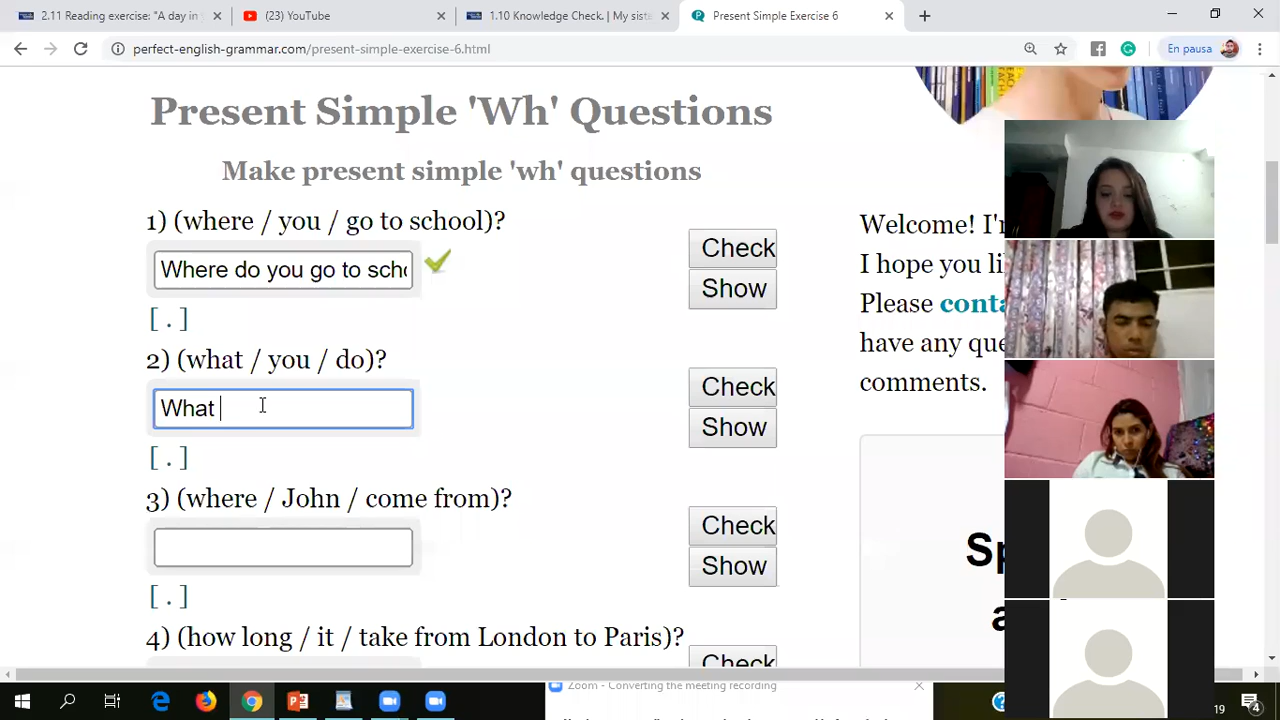 2.11 Reading exercise: "A day in
(23) YouTube
1.10 Knowledge Check. | My sist
Present Simple Exercise 6
perfect-english-grammar.com/present-simple-exercise-6.html
En pausa
Present Simple 'Wh' Questions
Make present simple 'wh' questions
1) (where / you / go to school)?
Where do you go to scho
Check
Show
[ . ]
2) (what / you / do)?
What
Check
Show
[ . ]
3) (where / John / come from)?
Check
Show
[ . ]
4) (how long / it / take from London to Paris)?
Check
Welcome! I'm
I hope you li
Please conta
have any que
comments.
Sp
a
Zoom - Converting the meeting recording
19
4